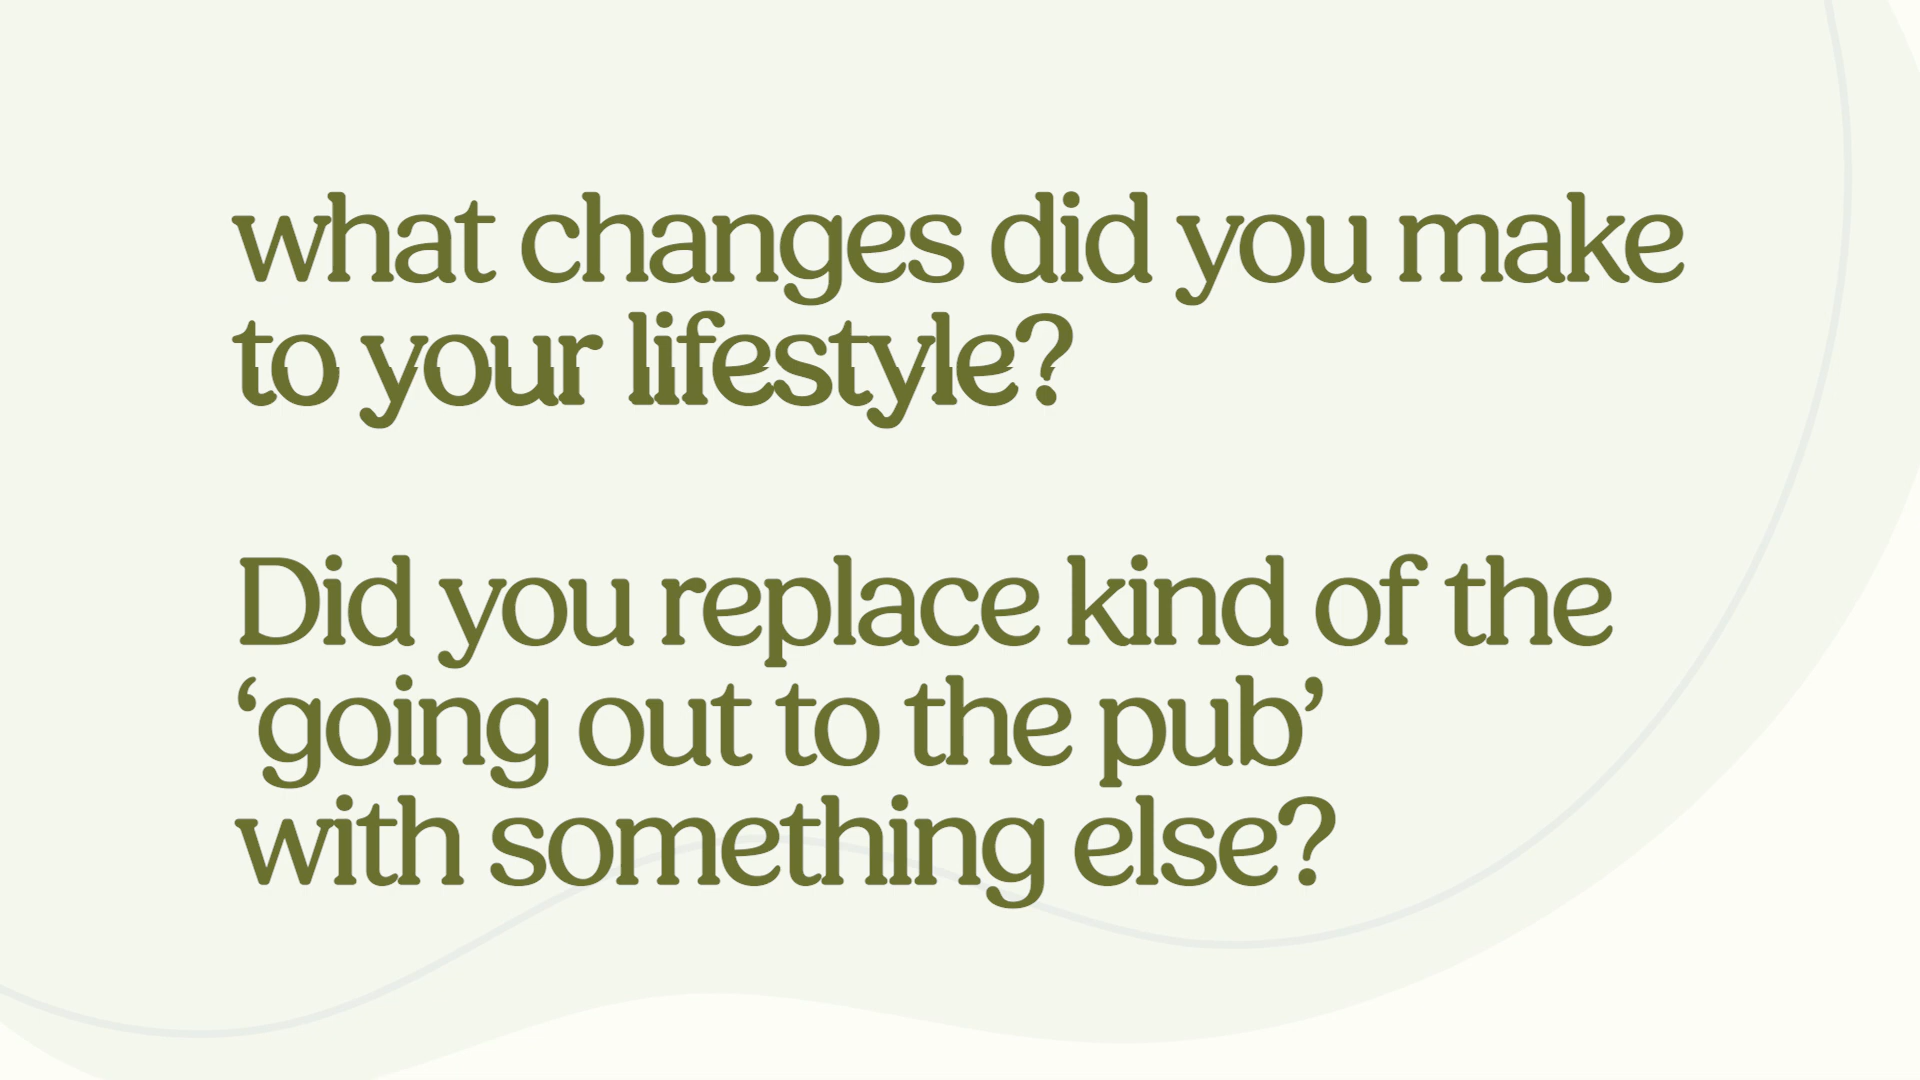 what changes did you make
to your lifestyle?
Did you replace kind of the
‘going out to the pub’
with something else?